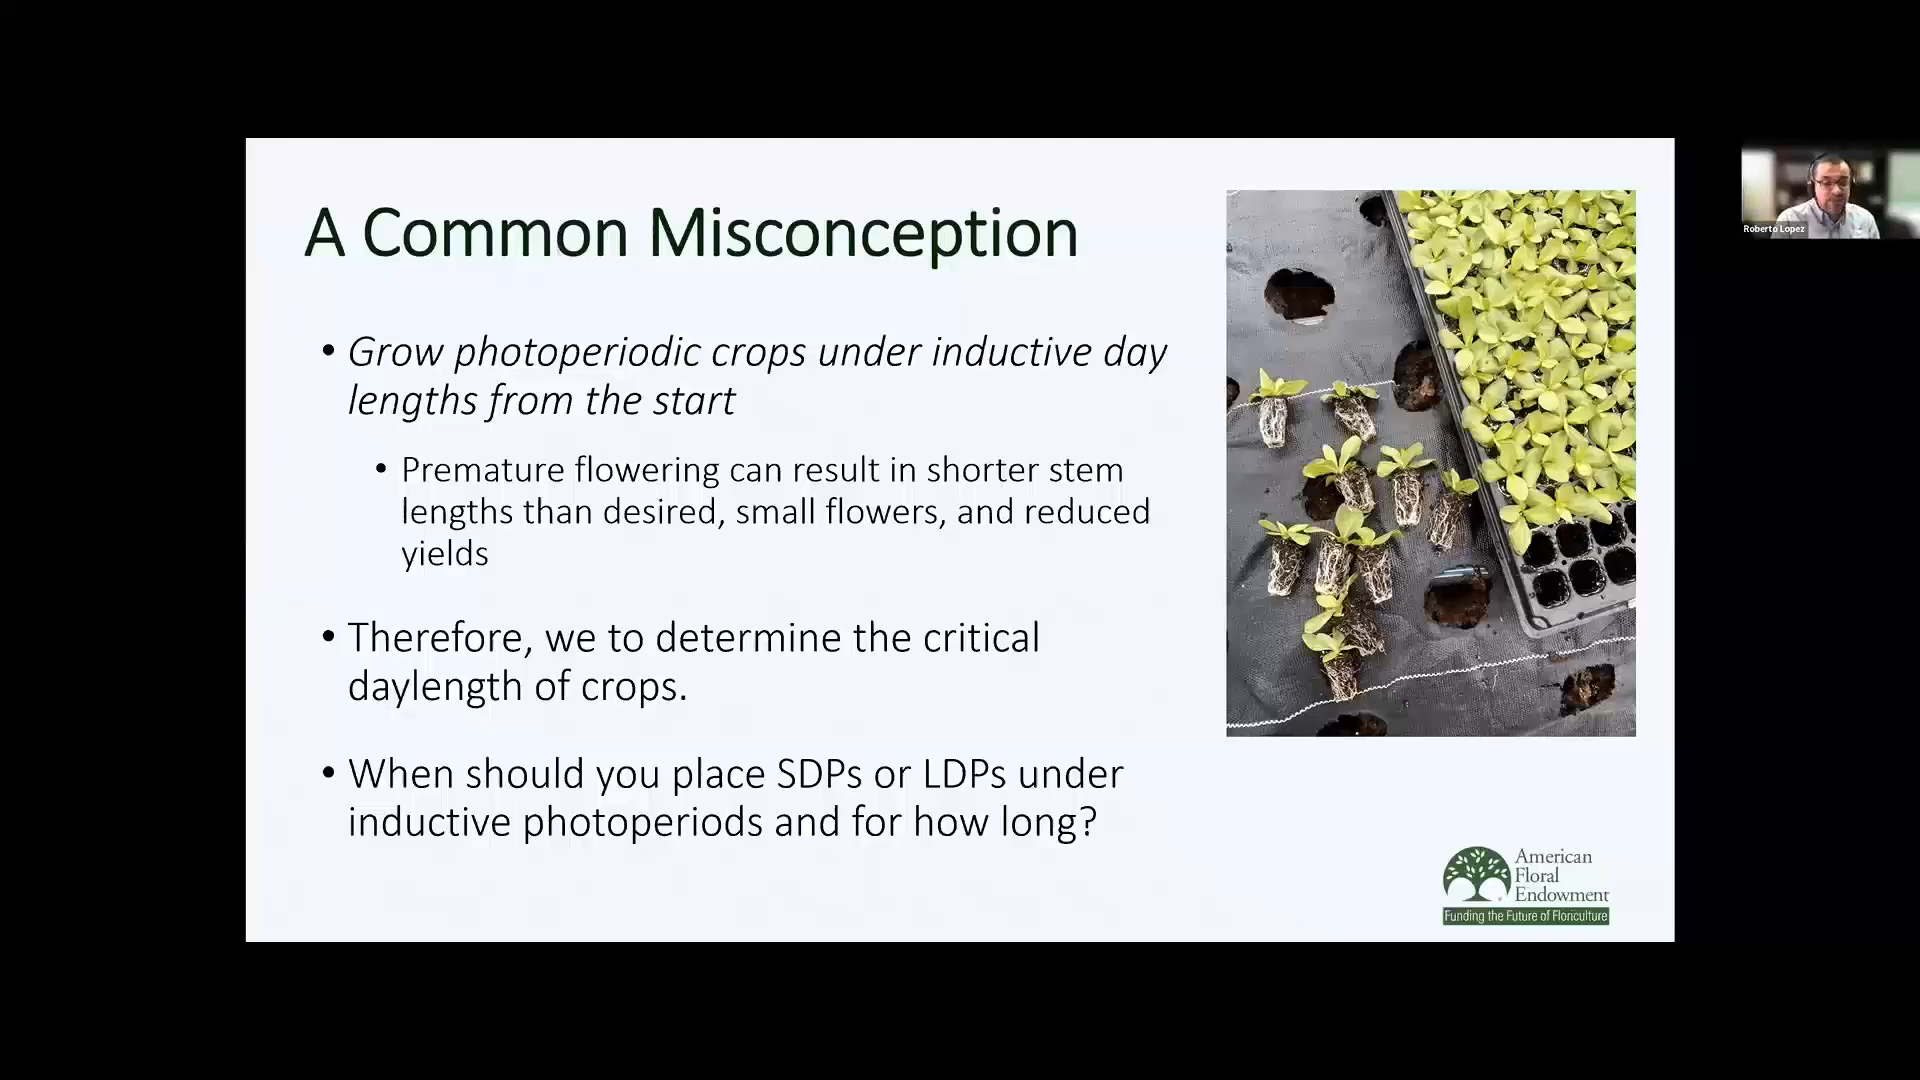 A Common Misconception
• Grow photoperiodic crops under inductive day
lengths from the start
• Premature flowering can result in shorter stem
lengths than desired, small flowers, and reduced
yields
• Therefore, we to determine the critical
daylength of crops.
• When should you place SDPs or LDPs under
inductive photoperiods and for how long?
American
Floral
Endowment
Funding the Future of Floriculture
Roberto Lopez